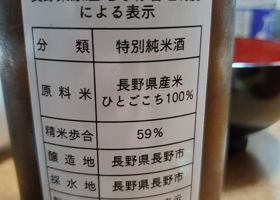 による表示
分類 特別純米酒
原料米 長野県産米
ひとごこち100%
精米歩合 59%
醸造地 長野県長野市
採水地 長野県長野市